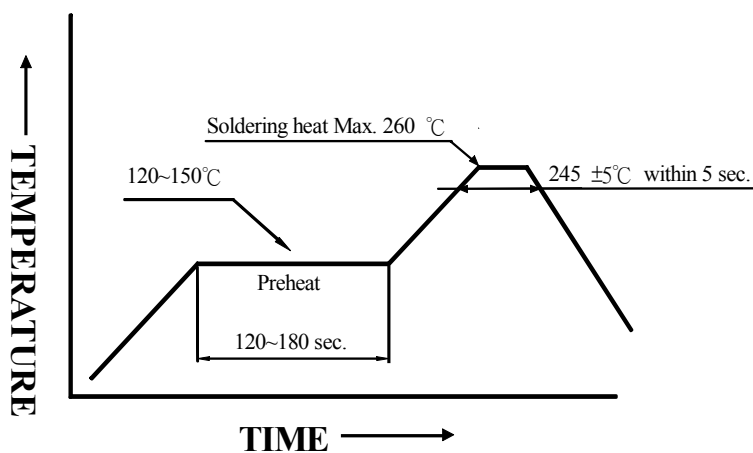 Soldering heat Max. 260 ℃
245 ±5℃ within 5 sec.
120~150℃
Preheat
120~180 sec.
TEMPERATURE
TIME